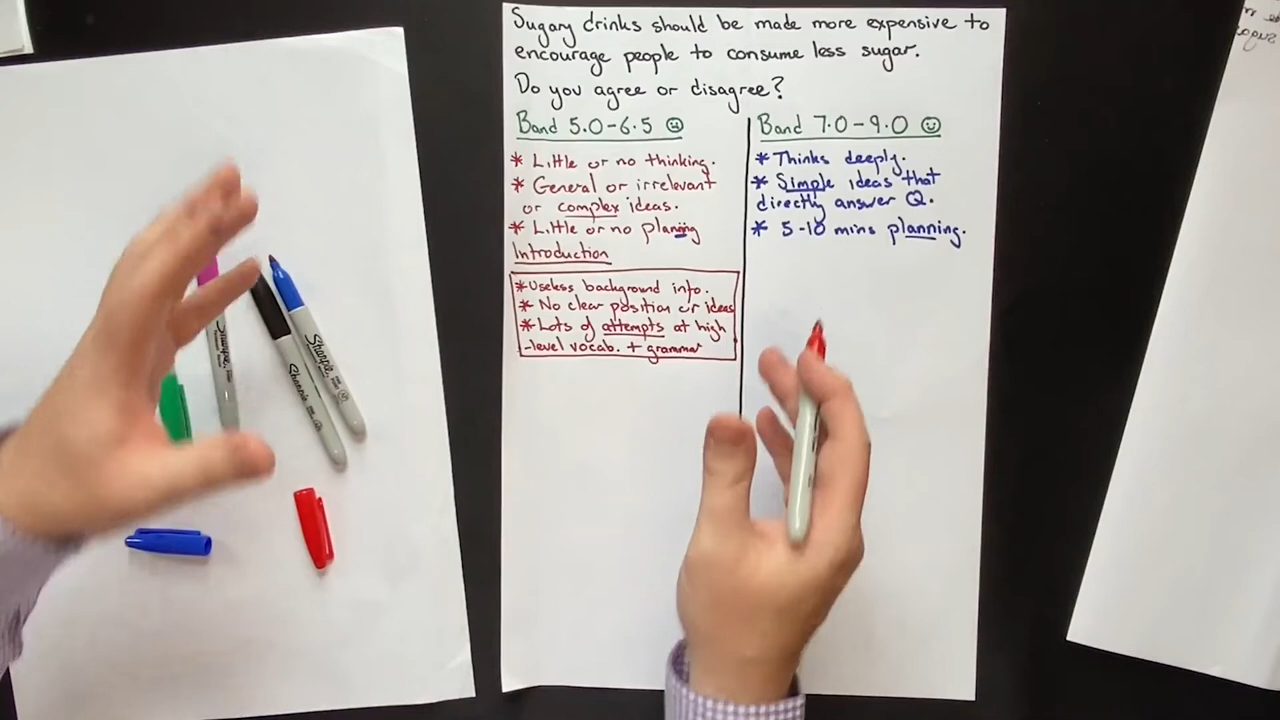 Sugary drinks should be made more expensive to
encourage people to consume less sugar.
Do you agree or disagree?
Band 5.0-6.5 ☹
* Little or no thinking.
* General or irrelevant
or complex ideas.
* Little or no planing
Introduction
* Useless background info.
* No clear position or ideas
* Lots of attempts at high
-level vocab. + grammar
Band 7.0-9.0 ☺
* Thinks deeply.
* Simple ideas that
directly answer Q.
* 5-10 mins planning.
Sharpie
Sharpie
Sharpie